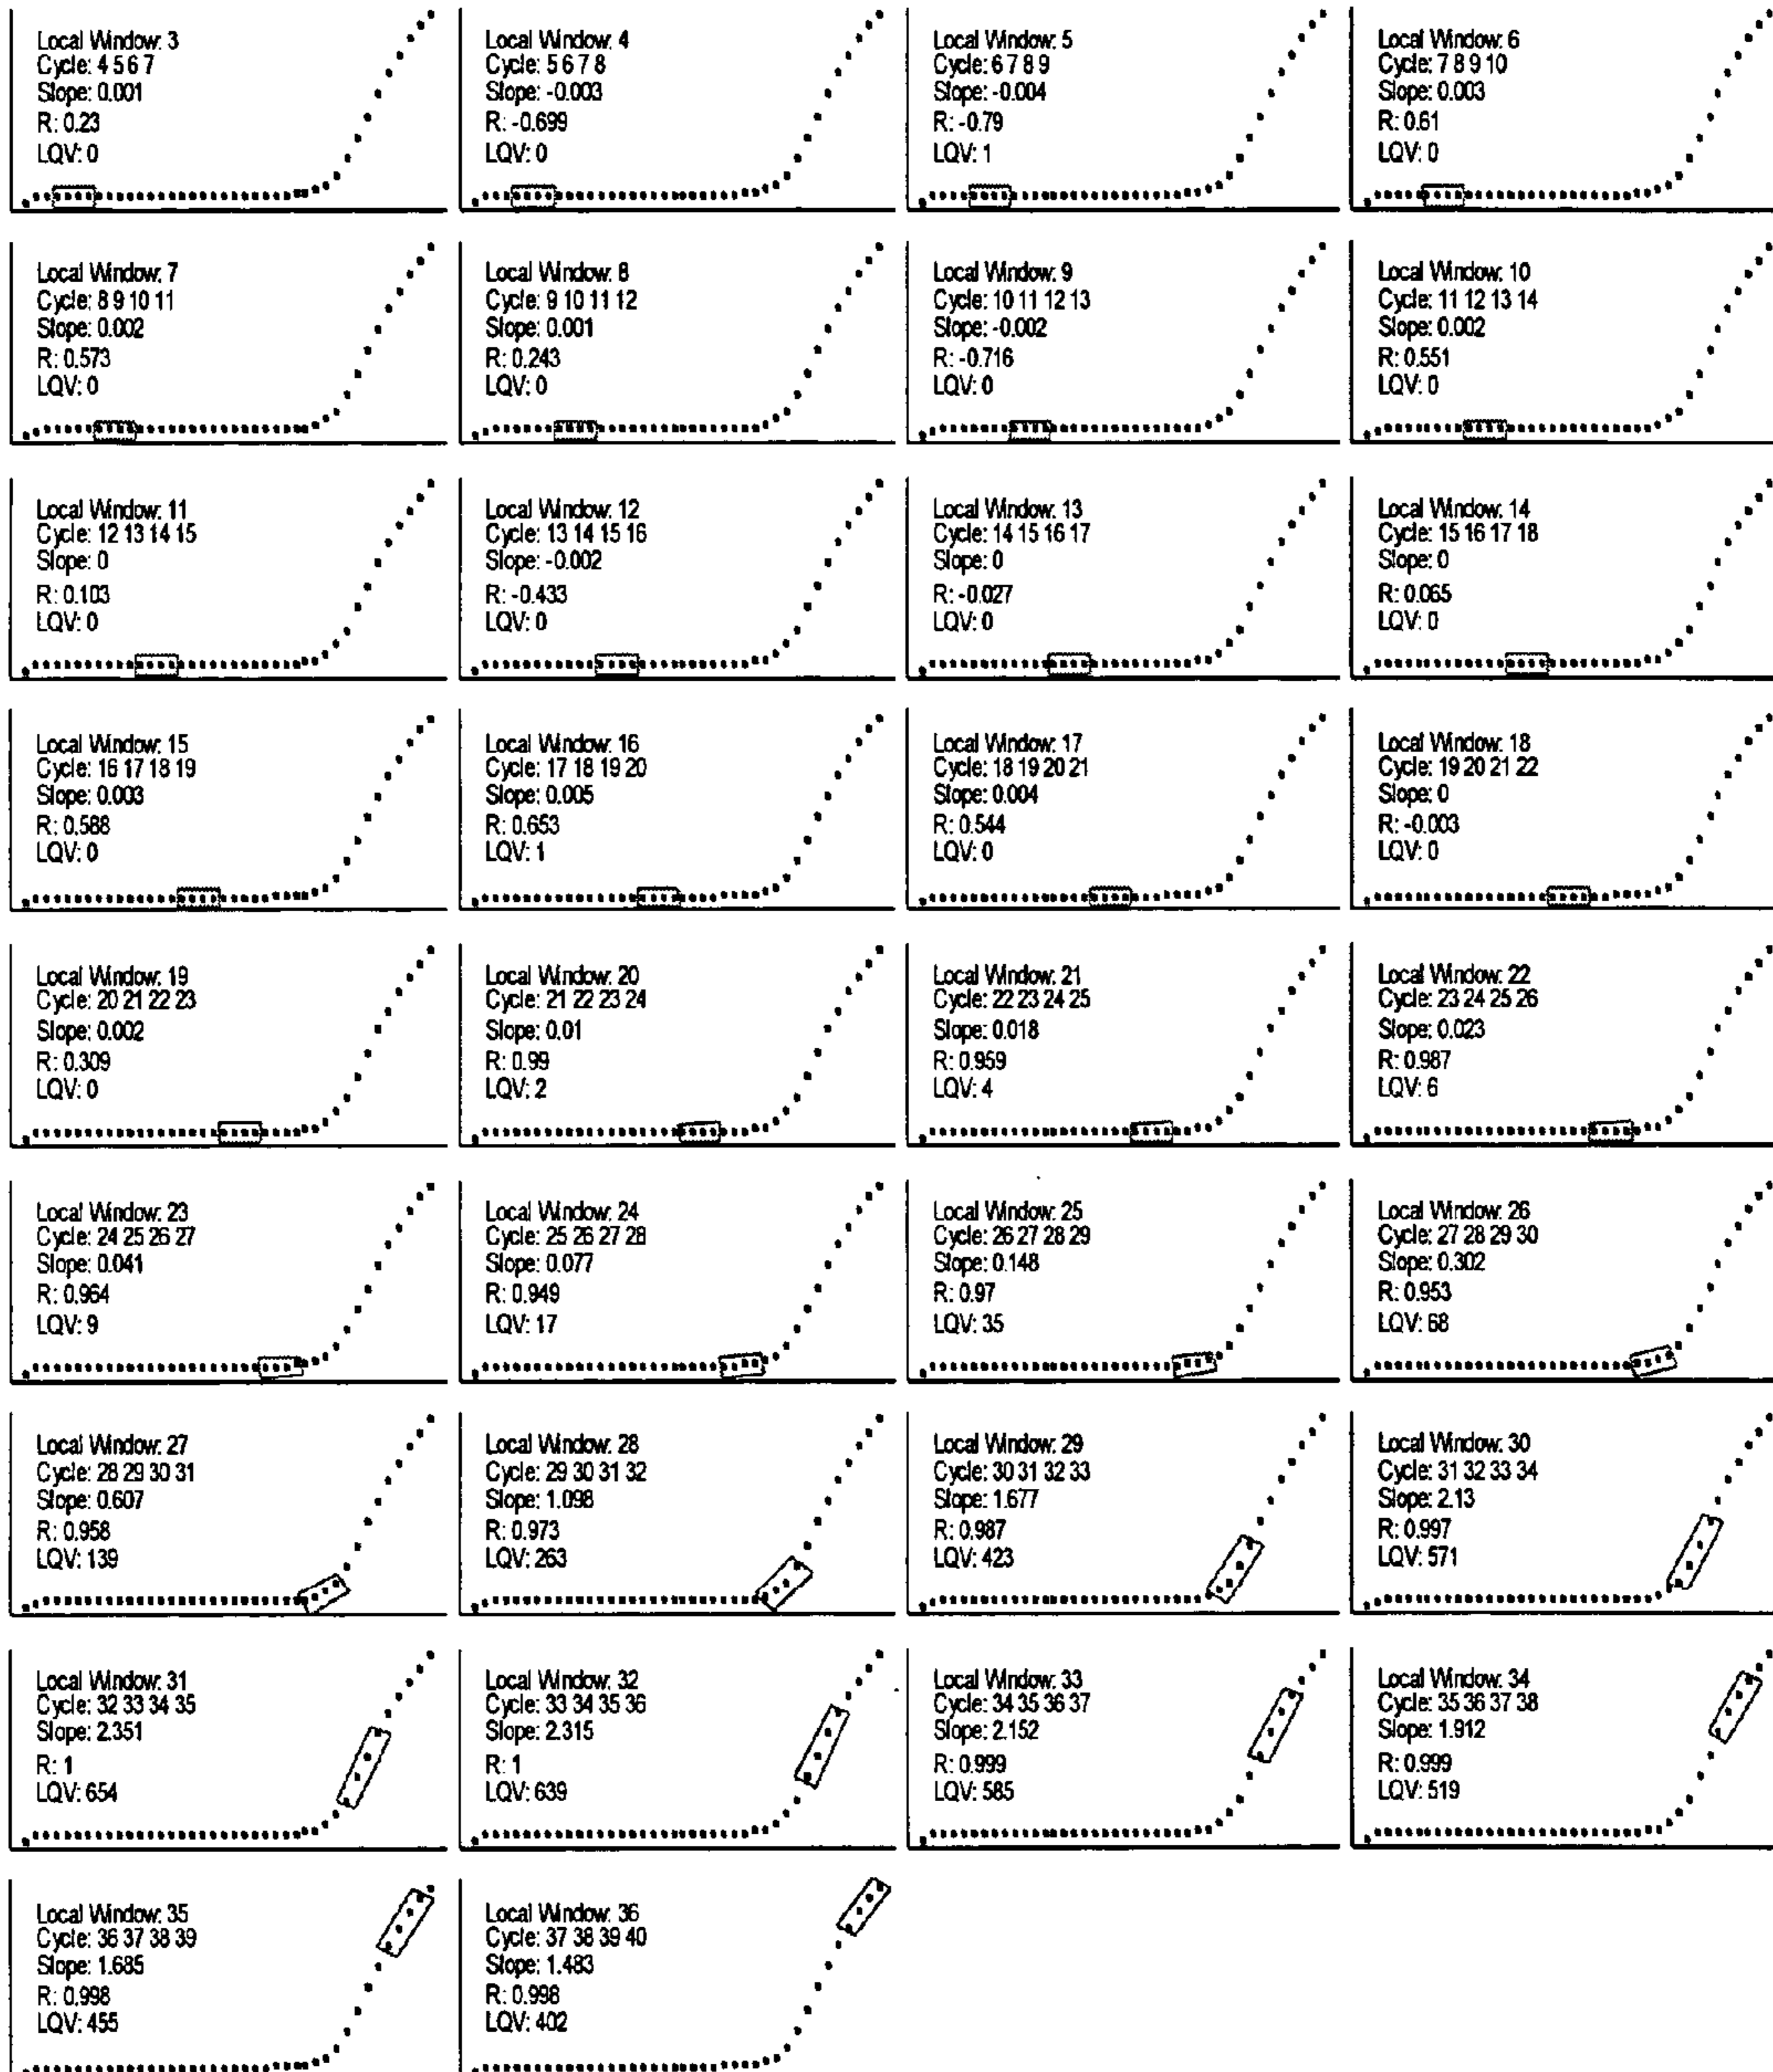 Local Window: 3
Cycle: 4 5 6 7
Slope: 0.001
R: 0.23
LQV: 0
Local Window: 4
Cycle: 5 6 7 8
Slope: -0.003
R: -0.699
LQV: 0
Local Window: 5
Cycle: 6 7 8 9
Slope: -0.004
R: -0.79
LQV: 1
Local Window: 6
Cycle: 7 8 9 10
Slope: 0.003
R: 0.61
LQV: 0
Local Window: 7
Cycle: 8 9 10 11
Slope: 0.002
R: 0.573
LQV: 0
Local Window: 8
Cycle: 9 10 11 12
Slope: 0.001
R: 0.243
LQV: 0
Local Window: 9
Cycle: 10 11 12 13
Slope: -0.002
R: -0.716
LQV: 0
Local Window: 10
Cycle: 11 12 13 14
Slope: 0.002
R: 0.551
LQV: 0
Local Window: 11
Cycle: 12 13 14 15
Slope: 0
R: 0.103
LQV: 0
Local Window: 12
Cycle: 13 14 15 16
Slope: -0.002
R: -0.433
LQV: 0
Local Window: 13
Cycle: 14 15 16 17
Slope: 0
R: -0.027
LQV: 0
Local Window: 14
Cycle: 15 16 17 18
Slope: 0
R: 0.065
LQV: 0
Local Window: 15
Cycle: 16 17 18 19
Slope: 0.003
R: 0.588
LQV: 0
Local Window: 16
Cycle: 17 18 19 20
Slope: 0.005
R: 0.653
LQV: 1
Local Window: 17
Cycle: 18 19 20 21
Slope: 0.004
R: 0.544
LQV: 0
Local Window: 18
Cycle: 19 20 21 22
Slope: 0
R: -0.003
LQV: 0
Local Window: 19
Cycle: 20 21 22 23
Slope: 0.002
R: 0.309
LQV: 0
Local Window: 20
Cycle: 21 22 23 24
Slope: 0.01
R: 0.99
LQV: 2
Local Window: 21
Cycle: 22 23 24 25
Slope: 0.018
R: 0.959
LQV: 4
Local Window: 22
Cycle: 23 24 25 26
Slope: 0.023
R: 0.987
LQV: 6
Local Window: 23
Cycle: 24 25 26 27
Slope: 0.041
R: 0.964
LQV: 9
Local Window: 24
Cycle: 25 26 27 28
Slope: 0.077
R: 0.949
LQV: 17
Local Window: 25
Cycle: 26 27 28 29
Slope: 0.148
R: 0.97
LQV: 35
Local Window: 26
Cycle: 27 28 29 30
Slope: 0.302
R: 0.953
LQV: 68
Local Window: 27
Cycle: 28 29 30 31
Slope: 0.607
R: 0.958
LQV: 139
Local Window: 28
Cycle: 29 30 31 32
Slope: 1.098
R: 0.973
LQV: 263
Local Window: 29
Cycle: 30 31 32 33
Slope: 1.677
R: 0.987
LQV: 423
Local Window: 30
Cycle: 31 32 33 34
Slope: 2.13
R: 0.997
LQV: 571
Local Window: 31
Cycle: 32 33 34 35
Slope: 2.351
R: 1
LQV: 654
Local Window: 32
Cycle: 33 34 35 36
Slope: 2.315
R: 1
LQV: 639
Local Window: 33
Cycle: 34 35 36 37
Slope: 2.152
R: 0.999
LQV: 585
Local Window: 34
Cycle: 35 36 37 38
Slope: 1.912
R: 0.999
LQV: 519
Local Window: 35
Cycle: 36 37 38 39
Slope: 1.685
R: 0.998
LQV: 455
Local Window: 36
Cycle: 37 38 39 40
Slope: 1.483
R: 0.998
LQV: 402